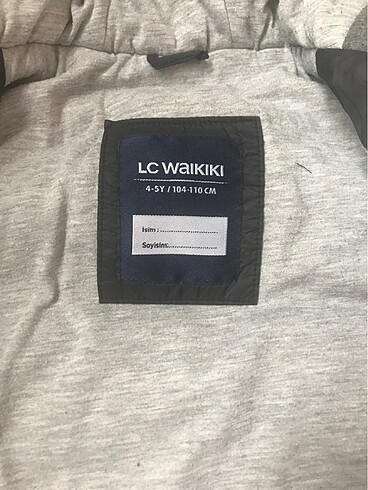 LC WAIKIKI
4-5Y / 104-110 CM
İsim :........................
Soyisim:........................